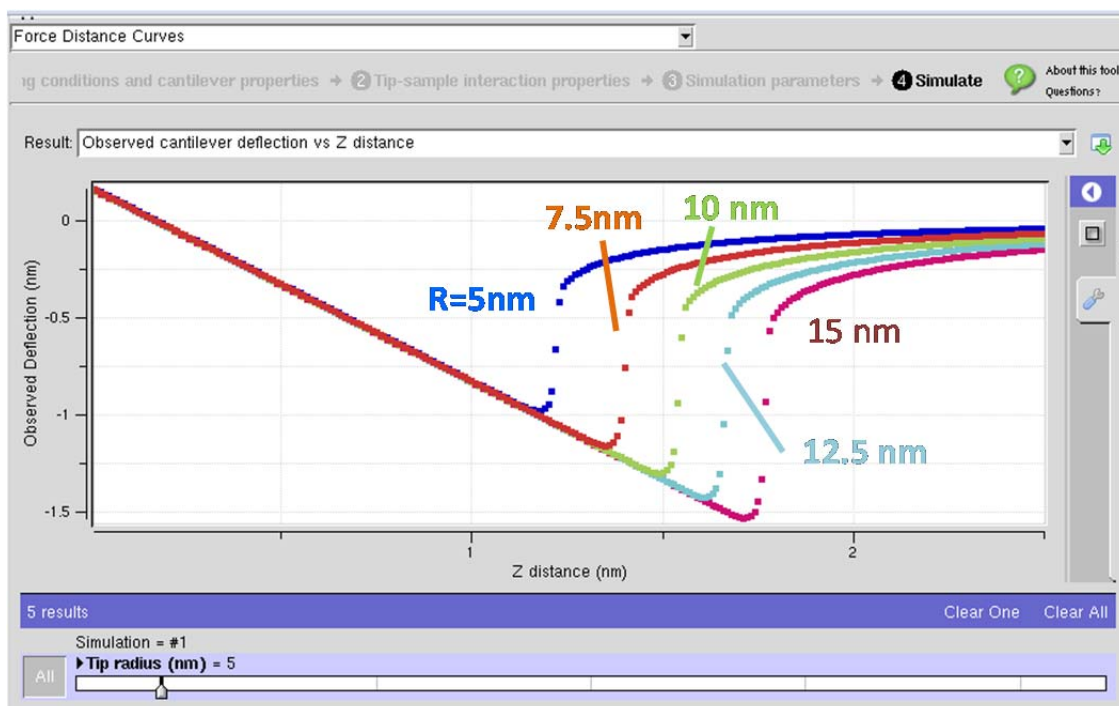 Force Distance Curves
ng conditions and cantilever properties → 2 Tip-sample interaction properties → 3 Simulation parameters → 4 Simulate ? About this tool
Questions?
Result: Observed cantilever deflection vs Z distance
7.5nm
10 nm
R=5nm
15 nm
12.5 nm
Observed Deflection (nm)
0
-0.5
-1
-1.5
1
2
Z distance (nm)
5 results Clear One Clear All
Simulation = #1
All
Tip radius (nm) = 5